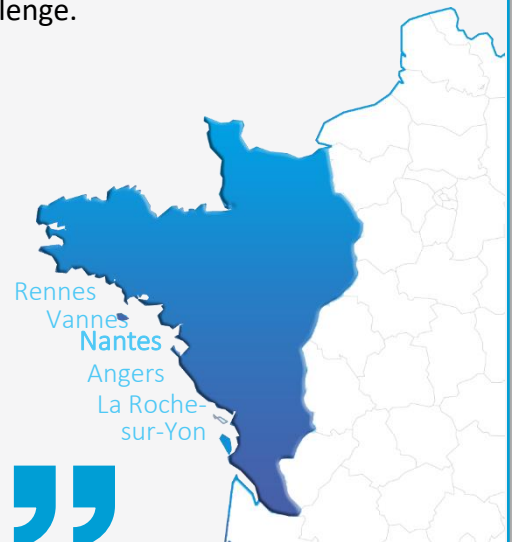 lenge.
Rennes
Vannes
Nantes
Angers
La Roche-
sur-Yon
”